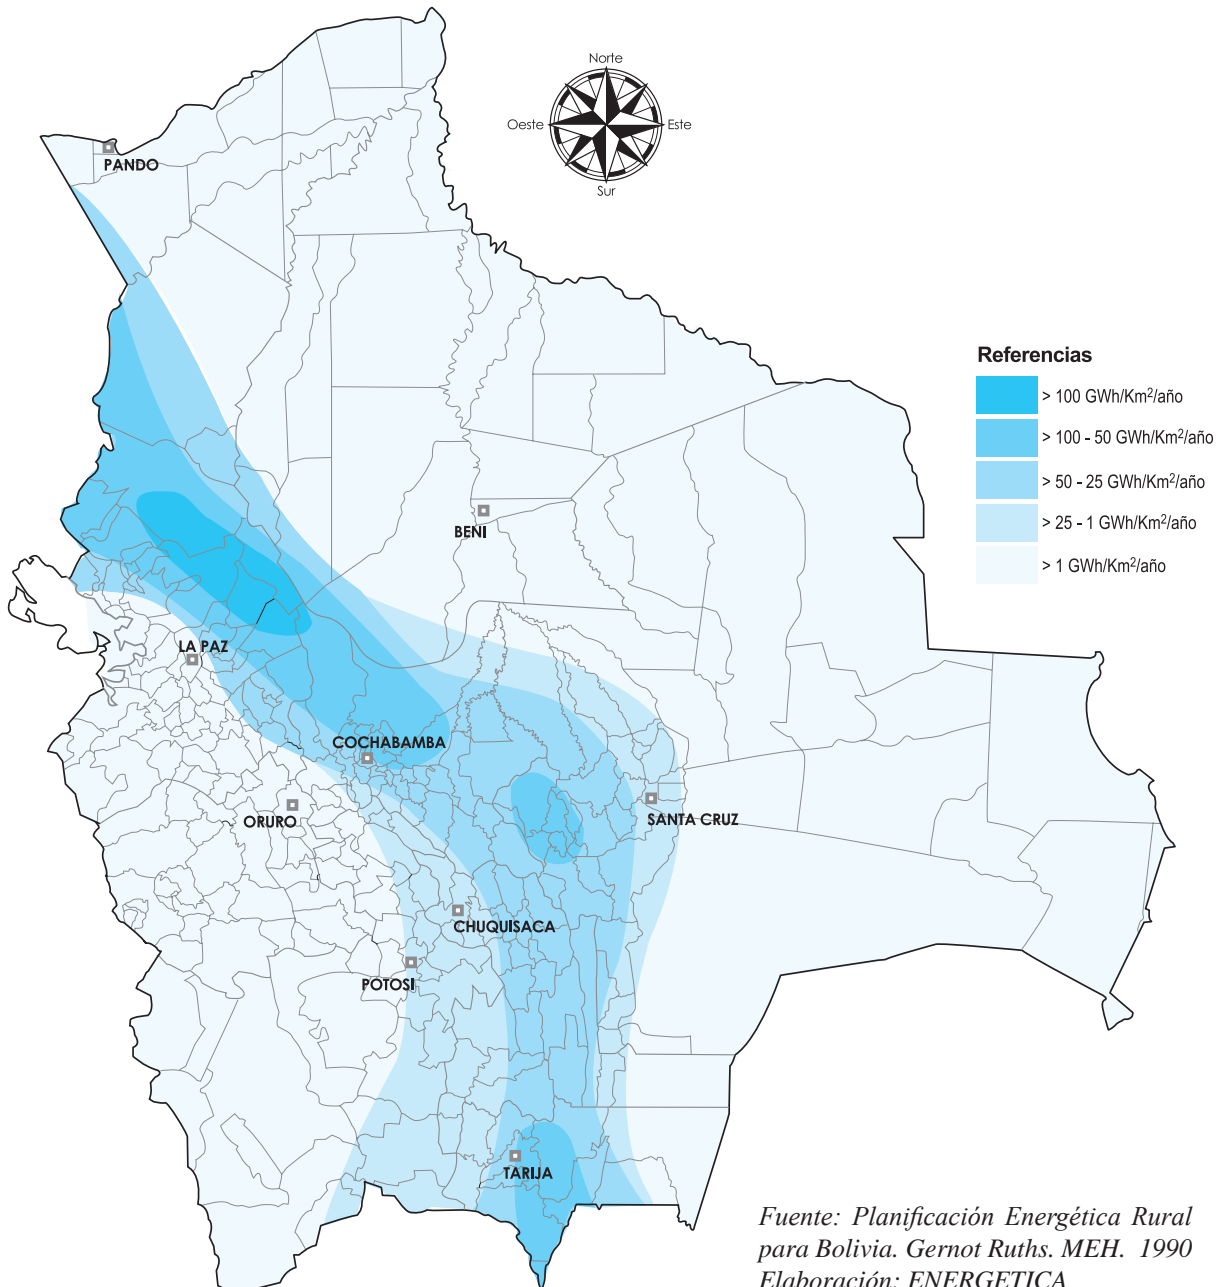 Norte
Oeste
Este
Sur
PANDO
Referencias
> 100 GWh/Km²/año
> 100 - 50 GWh/Km²/año
> 50 - 25 GWh/Km²/año
> 25 - 1 GWh/Km²/año
> 1 GWh/Km²/año
BENI
LA PAZ
COCHABAMBA
ORURO
SANTA CRUZ
CHUQUISACA
POTOSI
TARIJA
Fuente: Planificación Energética Rural
para Bolivia. Gernot Ruths. MEH. 1990
Elaboración: ENERGETICA